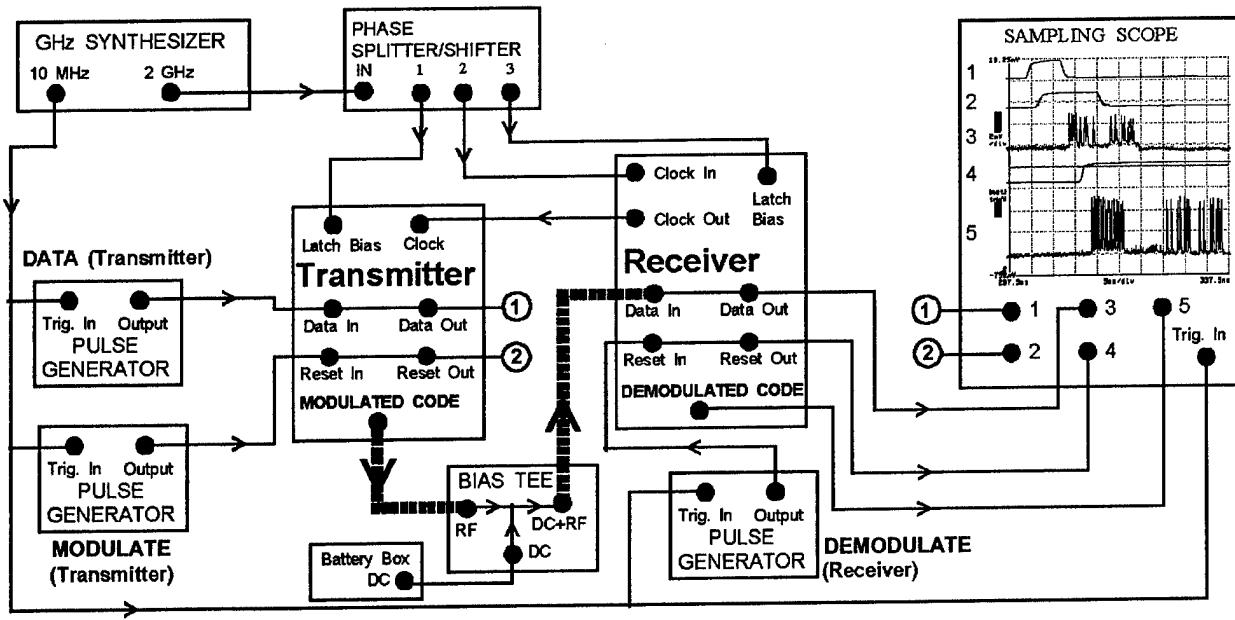 GHz SYNTHESIZER
10 MHz 2 GHz
PHASE
SPLITTER/SHIFTER
IN 1 2 3
SAMPLING SCOPE
1
2
3
4
5
Clock In
Latch
Bias
Clock Out
Receiver
Data In Data Out
Reset In Reset Out
DEMODULATED CODE
Latch Bias Clock
Transmitter
Data In Data Out
Reset In Reset Out
MODULATED CODE
1
2
DATA (Transmitter)
Trig. In Output
PULSE
GENERATOR
Trig. In Output
PULSE
GENERATOR
MODULATE
(Transmitter)
BIAS TEE
RF DC+RF
DC
Battery Box
DC
Trig. In Output
PULSE
GENERATOR
DEMODULATE
(Receiver)
1 1 3 5
Trig. In
2 2 4